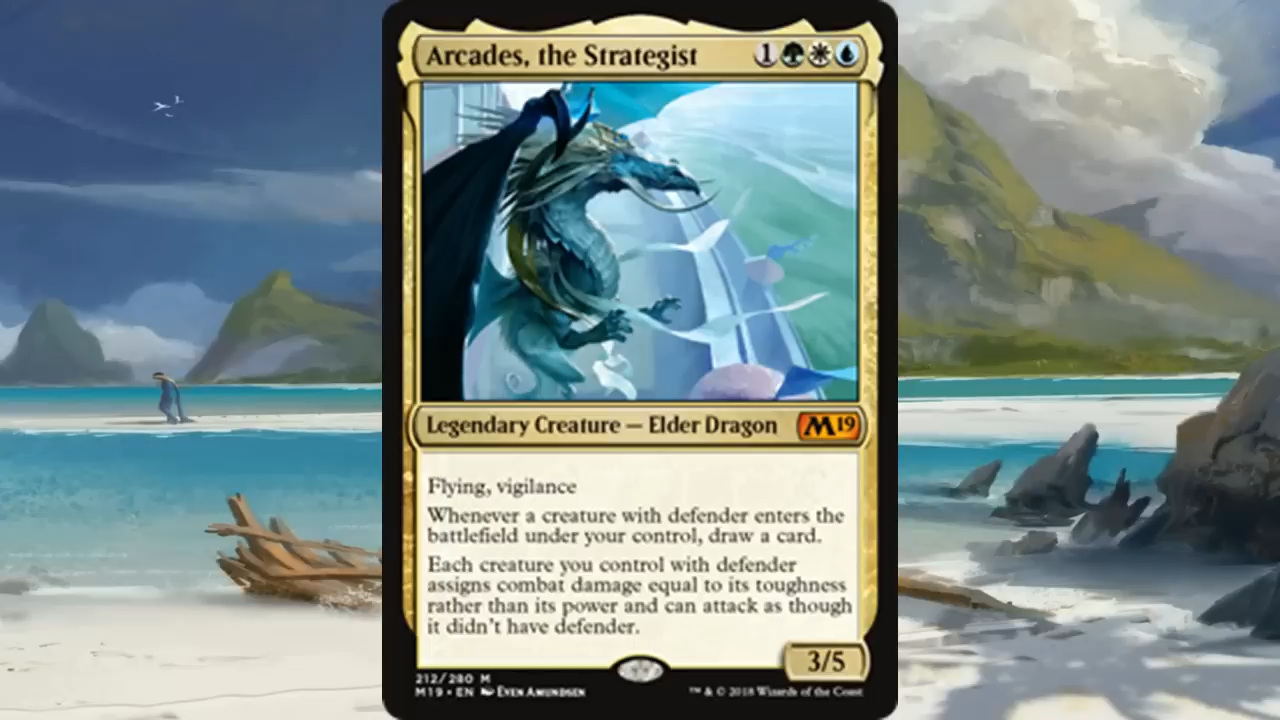 Arcades, the Strategist 1
Legendary Creature — Elder Dragon M19
Flying, vigilance
Whenever a creature with defender enters the
battlefield under your control, draw a card.
Each creature you control with defender
assigns combat damage equal to its toughness
rather than its power and can attack as though
it didn't have defender.
3/5
212/280 M
M19 • EN Even Amundsen
™ & © 2018 Wizards of the Coast